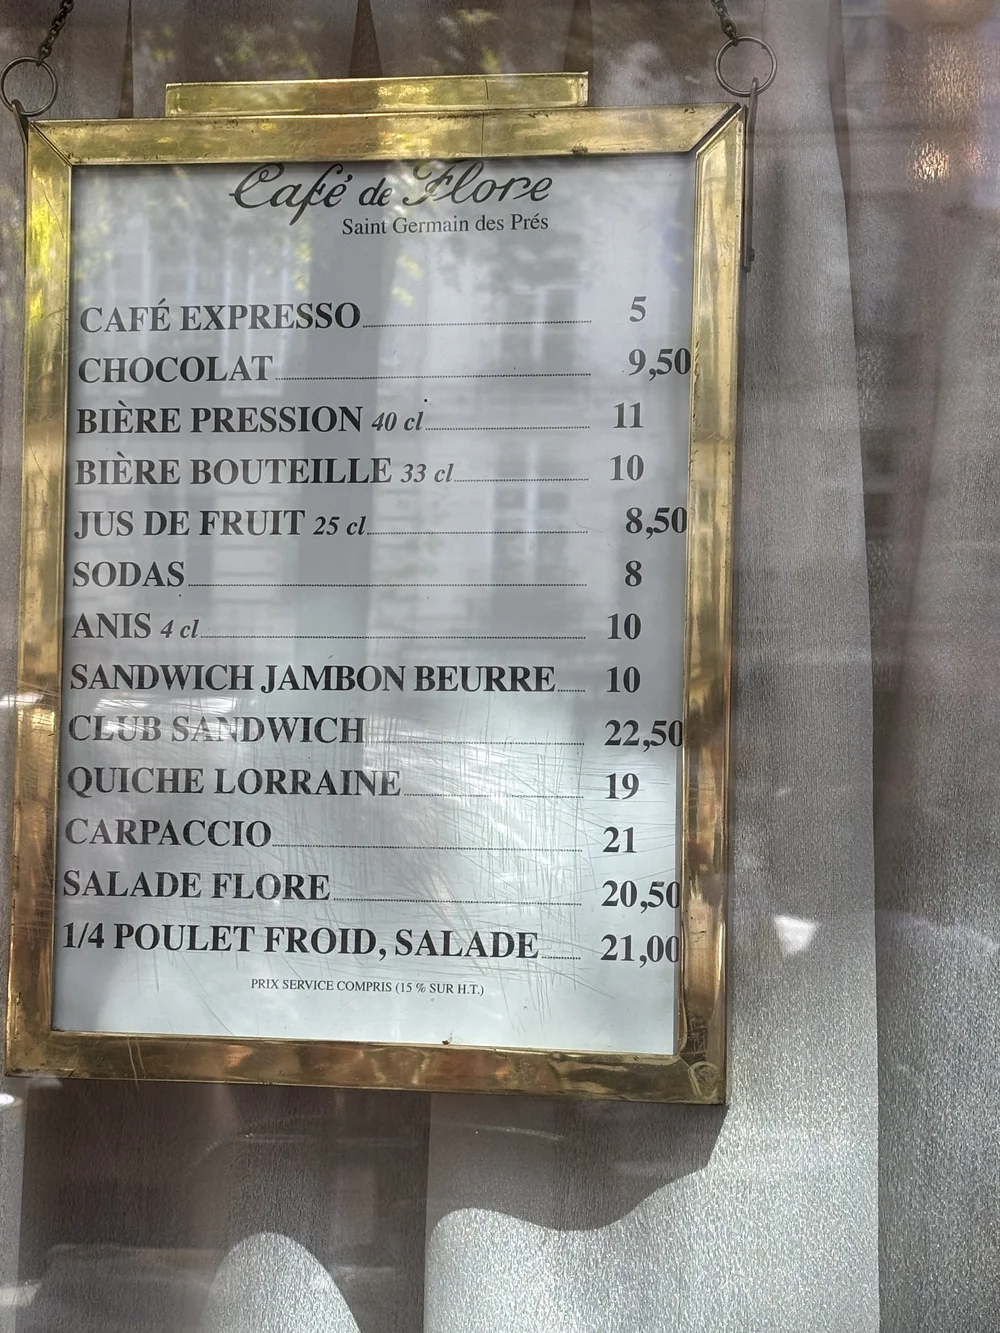 Café de Flore
Saint Germain des Prés
CAFÉ EXPRESSO 5
CHOCOLAT 9,50
BIÈRE PRESSION 40 cl 11
BIÈRE BOUTEILLE 33 cl 10
JUS DE FRUIT 25 cl 8,50
SODAS 8
ANIS 4 cl 10
SANDWICH JAMBON BEURRE 10
CLUB SANDWICH 22,50
QUICHE LORRAINE 19
CARPACCIO 21
SALADE FLORE 20,50
1/4 POULET FROID, SALADE 21,00
PRIX SERVICE COMPRIS (15 % SUR H.T.)